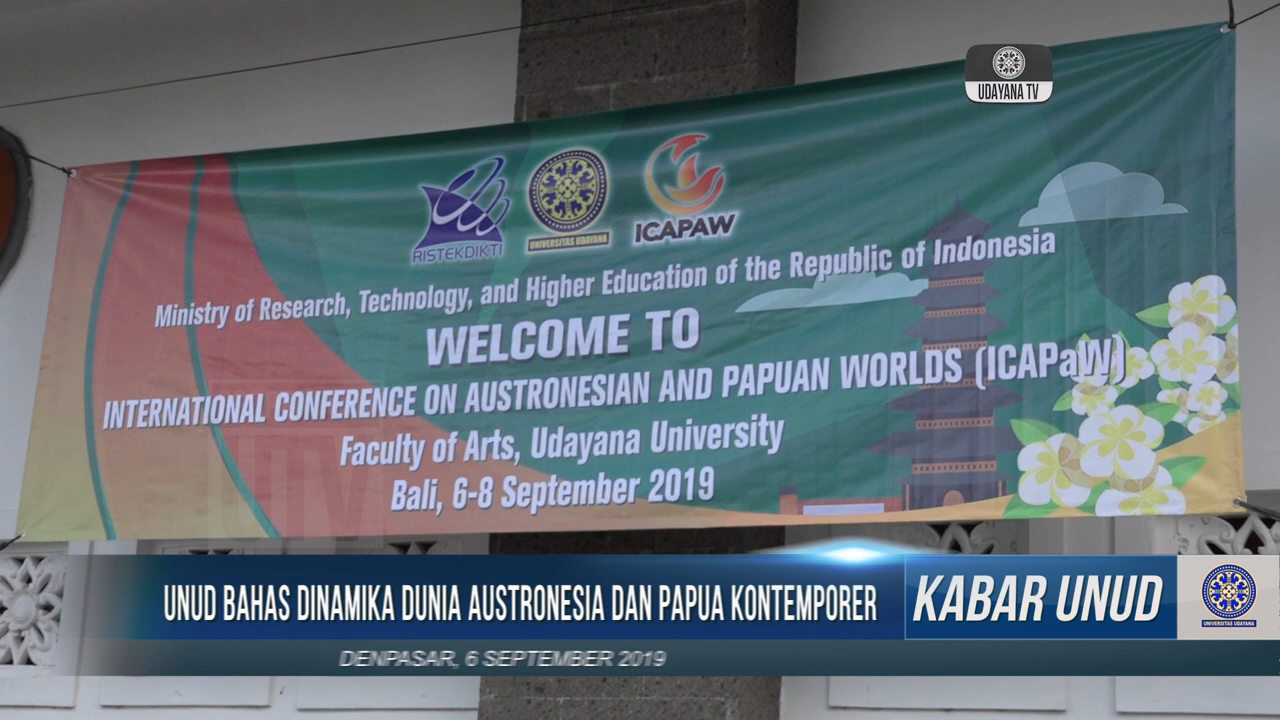 UDAYANA TV
RISTEKDIKTI
UNIVERSITAS UDAYANA
ICAPAW
Ministry of Research, Technology, and Higher Education of the Republic of Indonesia
WELCOME TO
INTERNATIONAL CONFERENCE ON AUSTRONESIAN AND PAPUAN WORLDS (ICAPaW)
Faculty of Arts, Udayana University
Bali, 6-8 September 2019
UNUD BAHAS DINAMIKA DUNIA AUSTRONESIA DAN PAPUA KONTEMPORER
KABAR UNUD
UNIVERSITAS UDAYANA
DENPASAR, 6 SEPTEMBER 2019